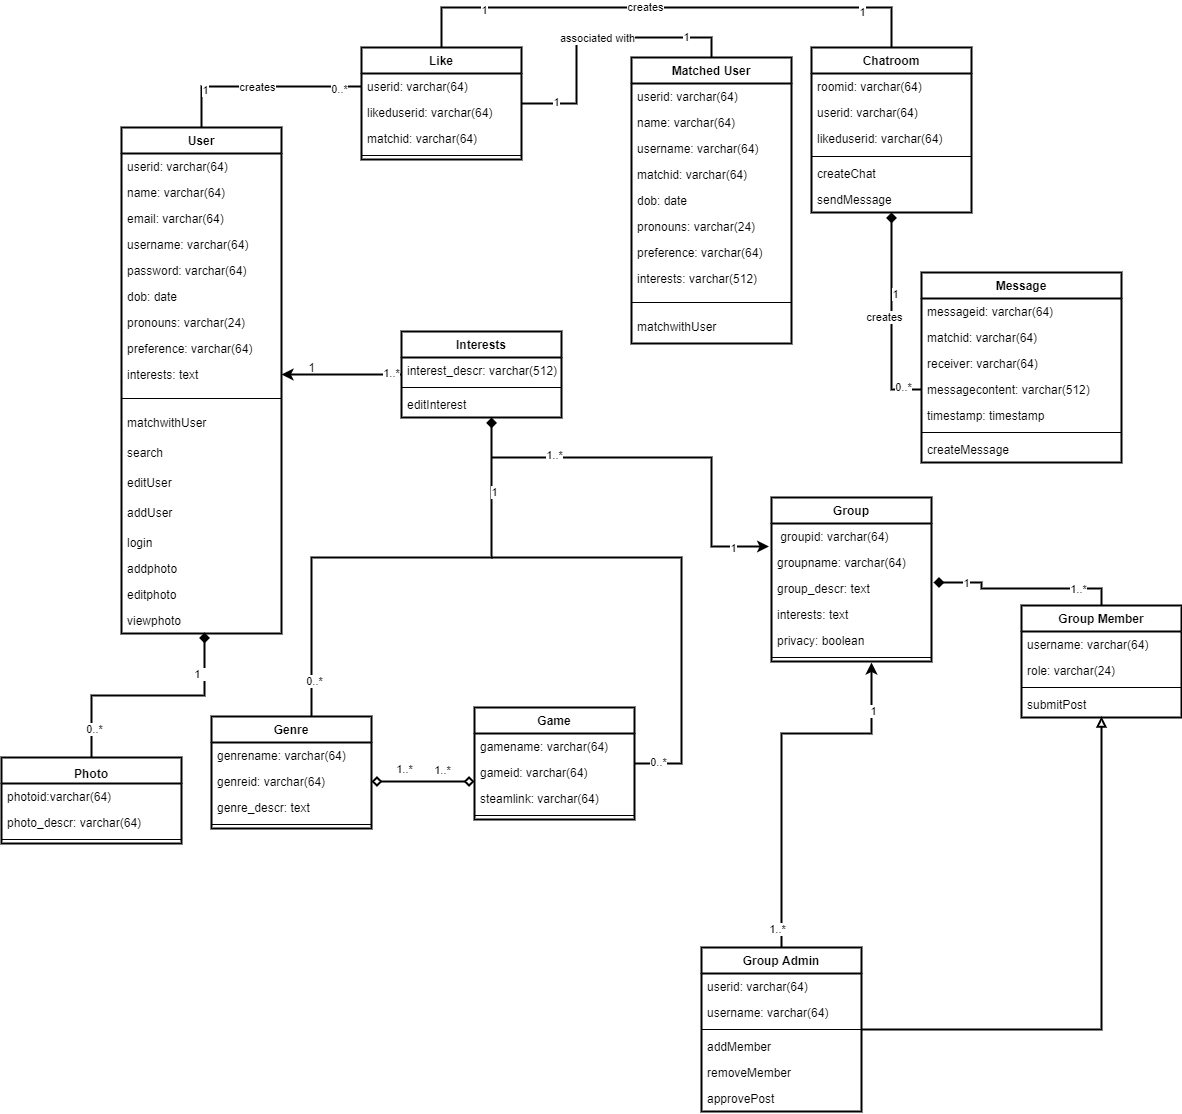 1
creates
1
associated with
1
Like
userid: varchar(64)
likeduserid: varchar(64)
matchid: varchar(64)
1
creates
0..*
1
Matched User
userid: varchar(64)
name: varchar(64)
username: varchar(64)
matchid: varchar(64)
dob: date
pronouns: varchar(24)
preference: varchar(64)
interests: varchar(512)
matchwithUser
Chatroom
roomid: varchar(64)
userid: varchar(64)
likeduserid: varchar(64)
createChat
sendMessage
1
creates
0..*
Message
messageid: varchar(64)
matchid: varchar(64)
receiver: varchar(64)
messagecontent: varchar(512)
timestamp: timestamp
createMessage
User
userid: varchar(64)
name: varchar(64)
email: varchar(64)
username: varchar(64)
password: varchar(64)
dob: date
pronouns: varchar(24)
preference: varchar(64)
interests: text
matchwithUser
search
editUser
addUser
login
addphoto
editphoto
viewphoto
1
1..*
Interests
interest_descr: varchar(512)
editInterest
1..*
1
1
Group
groupid: varchar(64)
groupname: varchar(64)
group_descr: text
interests: text
privacy: boolean
1
1..*
Group Member
username: varchar(64)
role: varchar(24)
submitPost
1
0..*
Photo
photoid:varchar(64)
photo_descr: varchar(64)
0..*
Genre
genrename: varchar(64)
genreid: varchar(64)
genre_descr: text
1..*
1..*
Game
gamename: varchar(64)
gameid: varchar(64)
steamlink: varchar(64)
0..*
1
1..*
Group Admin
userid: varchar(64)
username: varchar(64)
addMember
removeMember
approvePost